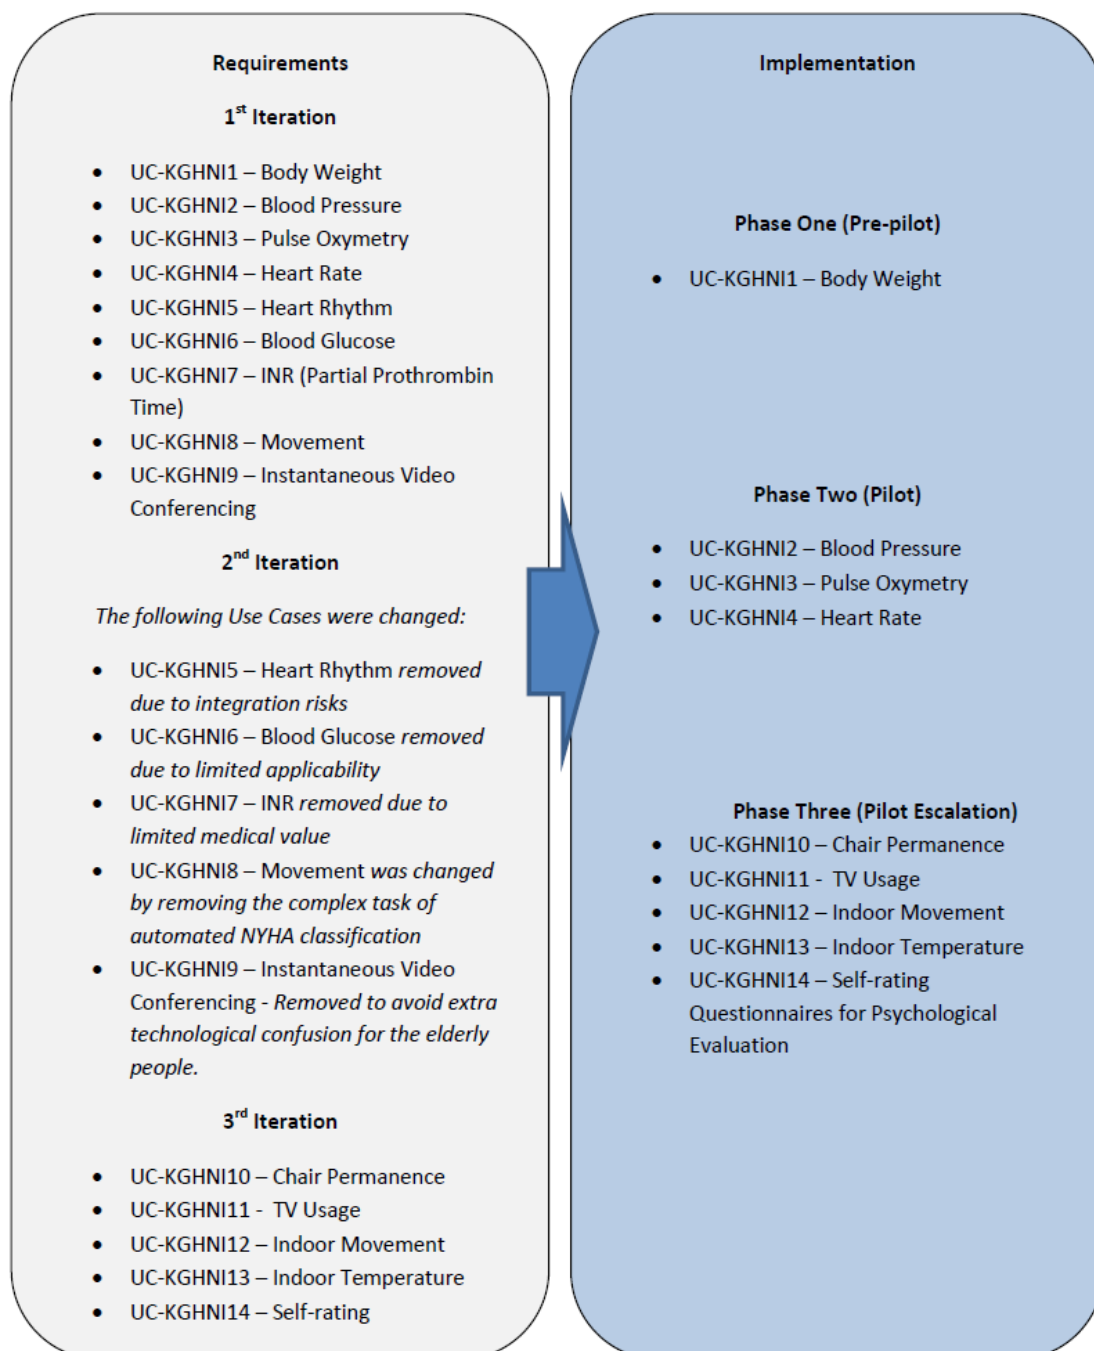 Requirements
1st Iteration
• UC-KGHNI1 – Body Weight
• UC-KGHNI2 – Blood Pressure
• UC-KGHNI3 – Pulse Oxymetry
• UC-KGHNI4 – Heart Rate
• UC-KGHNI5 – Heart Rhythm
• UC-KGHNI6 – Blood Glucose
• UC-KGHNI7 – INR (Partial Prothrombin
Time)
• UC-KGHNI8 – Movement
• UC-KGHNI9 – Instantaneous Video
Conferencing
2nd Iteration
The following Use Cases were changed:
• UC-KGHNI5 – Heart Rhythm removed
due to integration risks
• UC-KGHNI6 – Blood Glucose removed
due to limited applicability
• UC-KGHNI7 – INR removed due to
limited medical value
• UC-KGHNI8 – Movement was changed
by removing the complex task of
automated NYHA classification
• UC-KGHNI9 – Instantaneous Video
Conferencing - Removed to avoid extra
technological confusion for the elderly
people.
3rd Iteration
• UC-KGHNI10 – Chair Permanence
• UC-KGHNI11 - TV Usage
• UC-KGHNI12 – Indoor Movement
• UC-KGHNI13 – Indoor Temperature
• UC-KGHNI14 – Self-rating
Implementation
Phase One (Pre-pilot)
• UC-KGHNI1 – Body Weight
Phase Two (Pilot)
• UC-KGHNI2 – Blood Pressure
• UC-KGHNI3 – Pulse Oxymetry
• UC-KGHNI4 – Heart Rate
Phase Three (Pilot Escalation)
• UC-KGHNI10 – Chair Permanence
• UC-KGHNI11 - TV Usage
• UC-KGHNI12 – Indoor Movement
• UC-KGHNI13 – Indoor Temperature
• UC-KGHNI14 – Self-rating
Questionnaires for Psychological
Evaluation